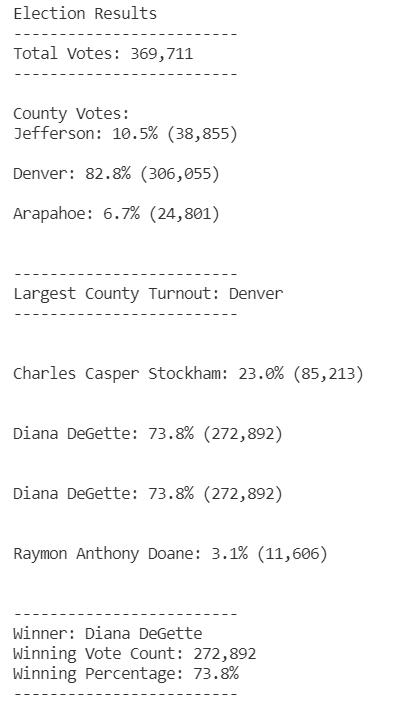 Election Results
-------------------------
Total Votes: 369,711
-------------------------
County Votes:
Jefferson: 10.5% (38,855)
Denver: 82.8% (306,055)
Arapahoe: 6.7% (24,801)
-------------------------
Largest County Turnout: Denver
-------------------------
Charles Casper Stockham: 23.0% (85,213)
Diana DeGette: 73.8% (272,892)
Diana DeGette: 73.8% (272,892)
Raymon Anthony Doane: 3.1% (11,606)
-------------------------
Winner: Diana DeGette
Winning Vote Count: 272,892
Winning Percentage: 73.8%
-------------------------